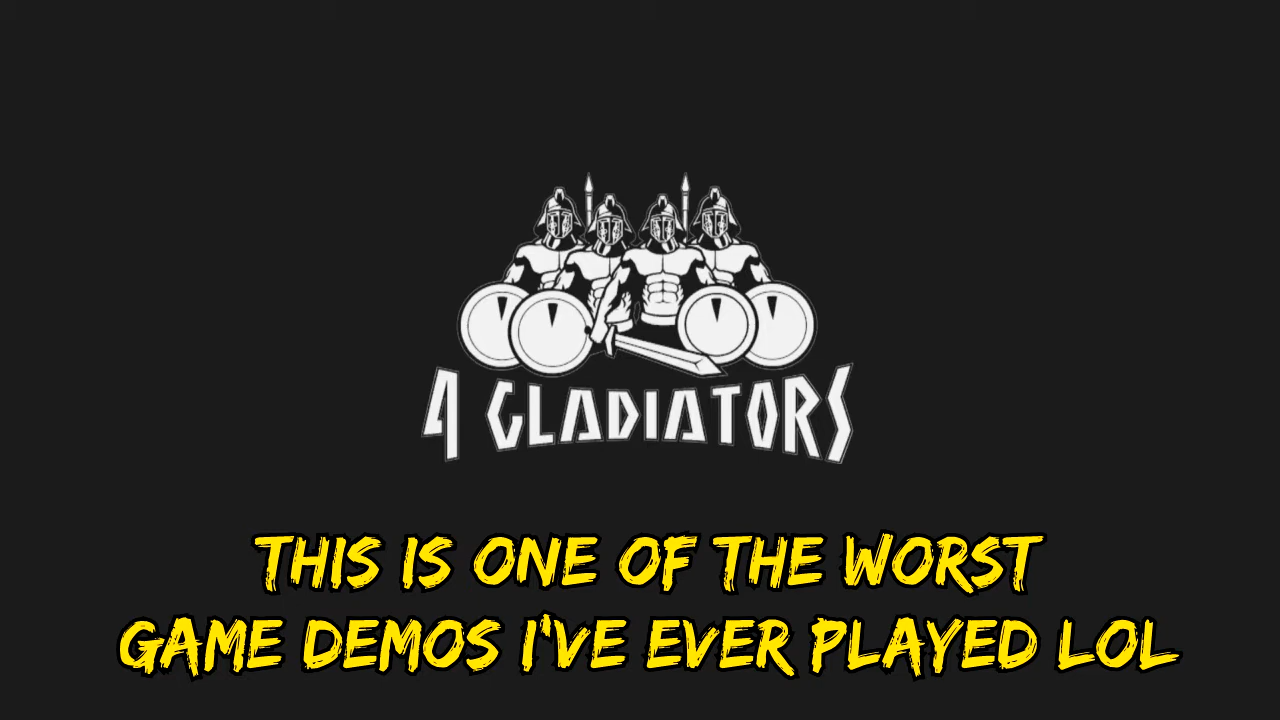 4 GLADIATORS
THIS IS ONE OF THE WORST
GAME DEMOS I'VE EVER PLAYED LOL